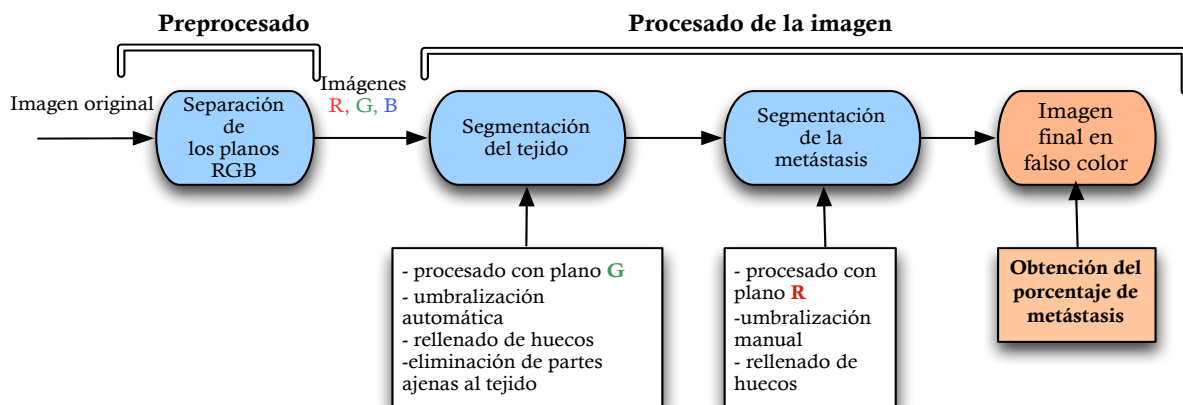 Preprocesado
Procesado de la imagen
Imagen original
Separación
de
los planos
RGB
Imágenes
R, G, B
Segmentación
del tejido
Segmentación
de la
metástasis
Imagen
final en
falso color
- procesado con plano G
- umbralización
automática
- rellenado de huecos
-eliminación de partes
ajenas al tejido
- procesado con
plano R
-umbralización
manual
- rellenado de
huecos
Obtención del
porcentaje de
metástasis